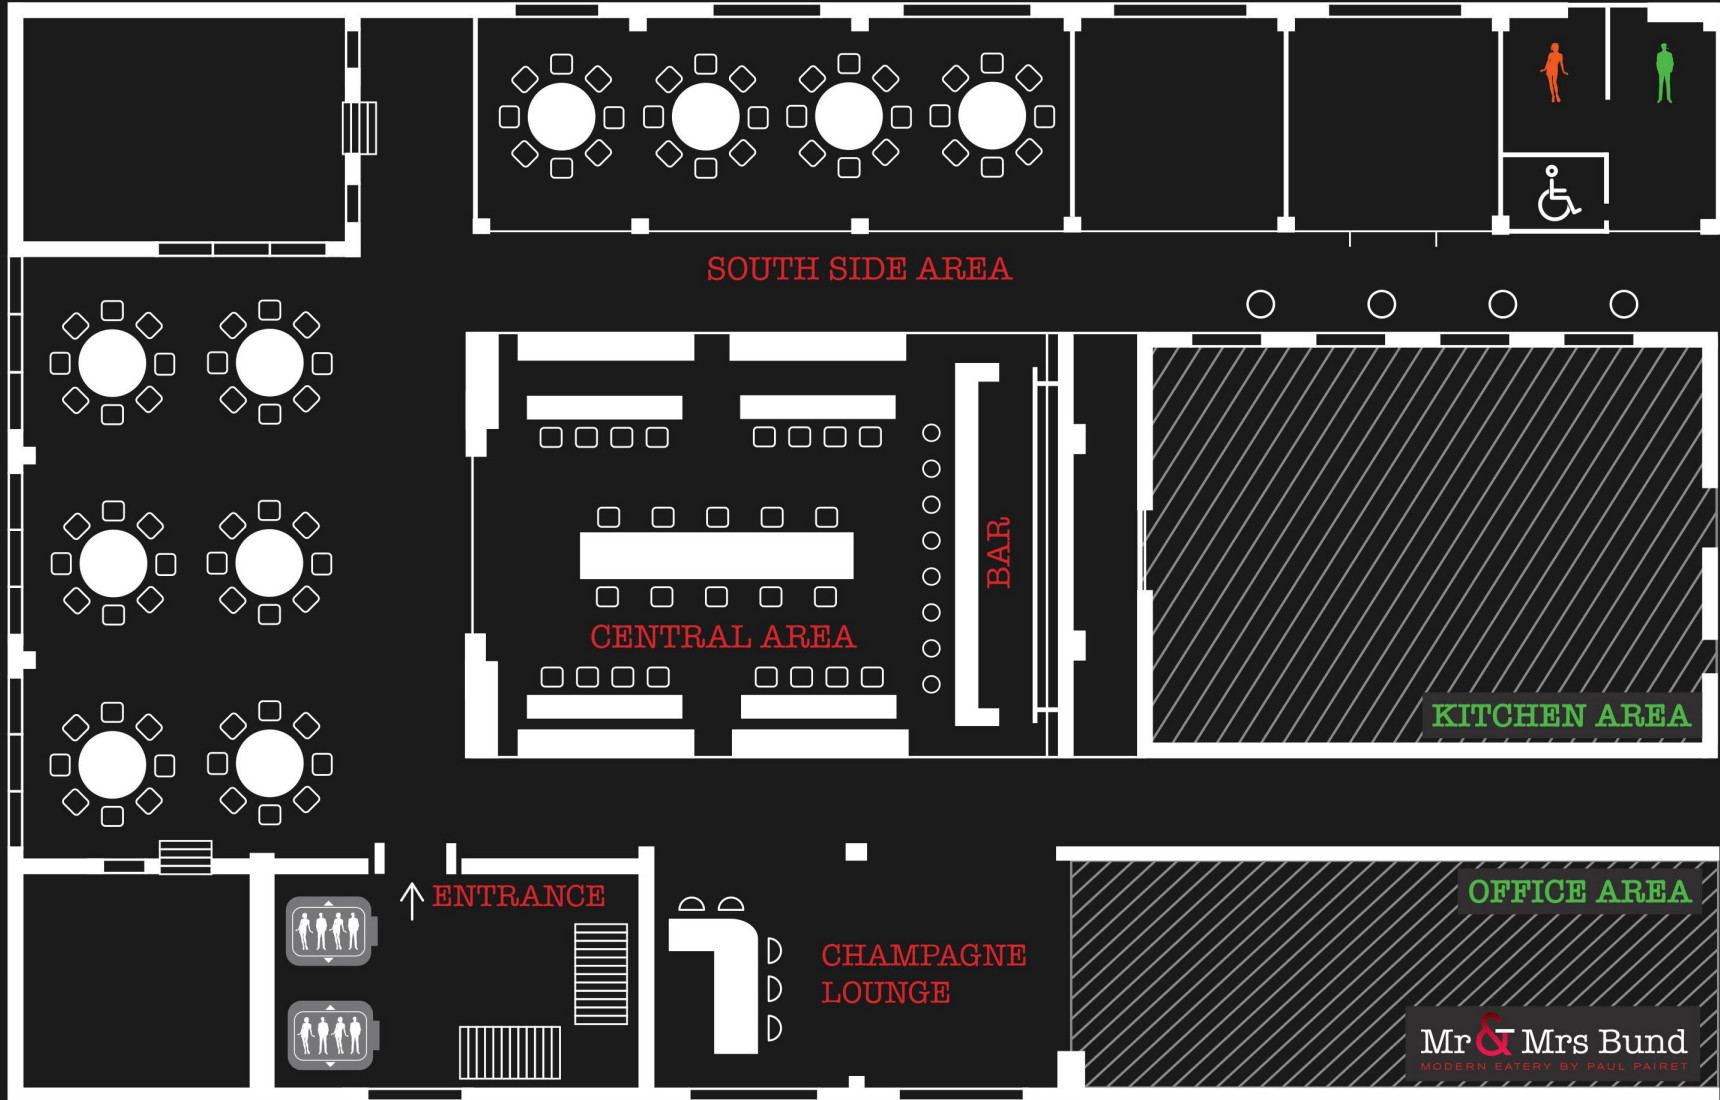 SOUTH SIDE AREA
BAR
CENTRAL AREA
KITCHEN AREA
ENTRANCE
OFFICE AREA
CHAMPAGNE
LOUNGE
Mr & Mrs Bund
MODERN EATERY BY PAUL PAIRET